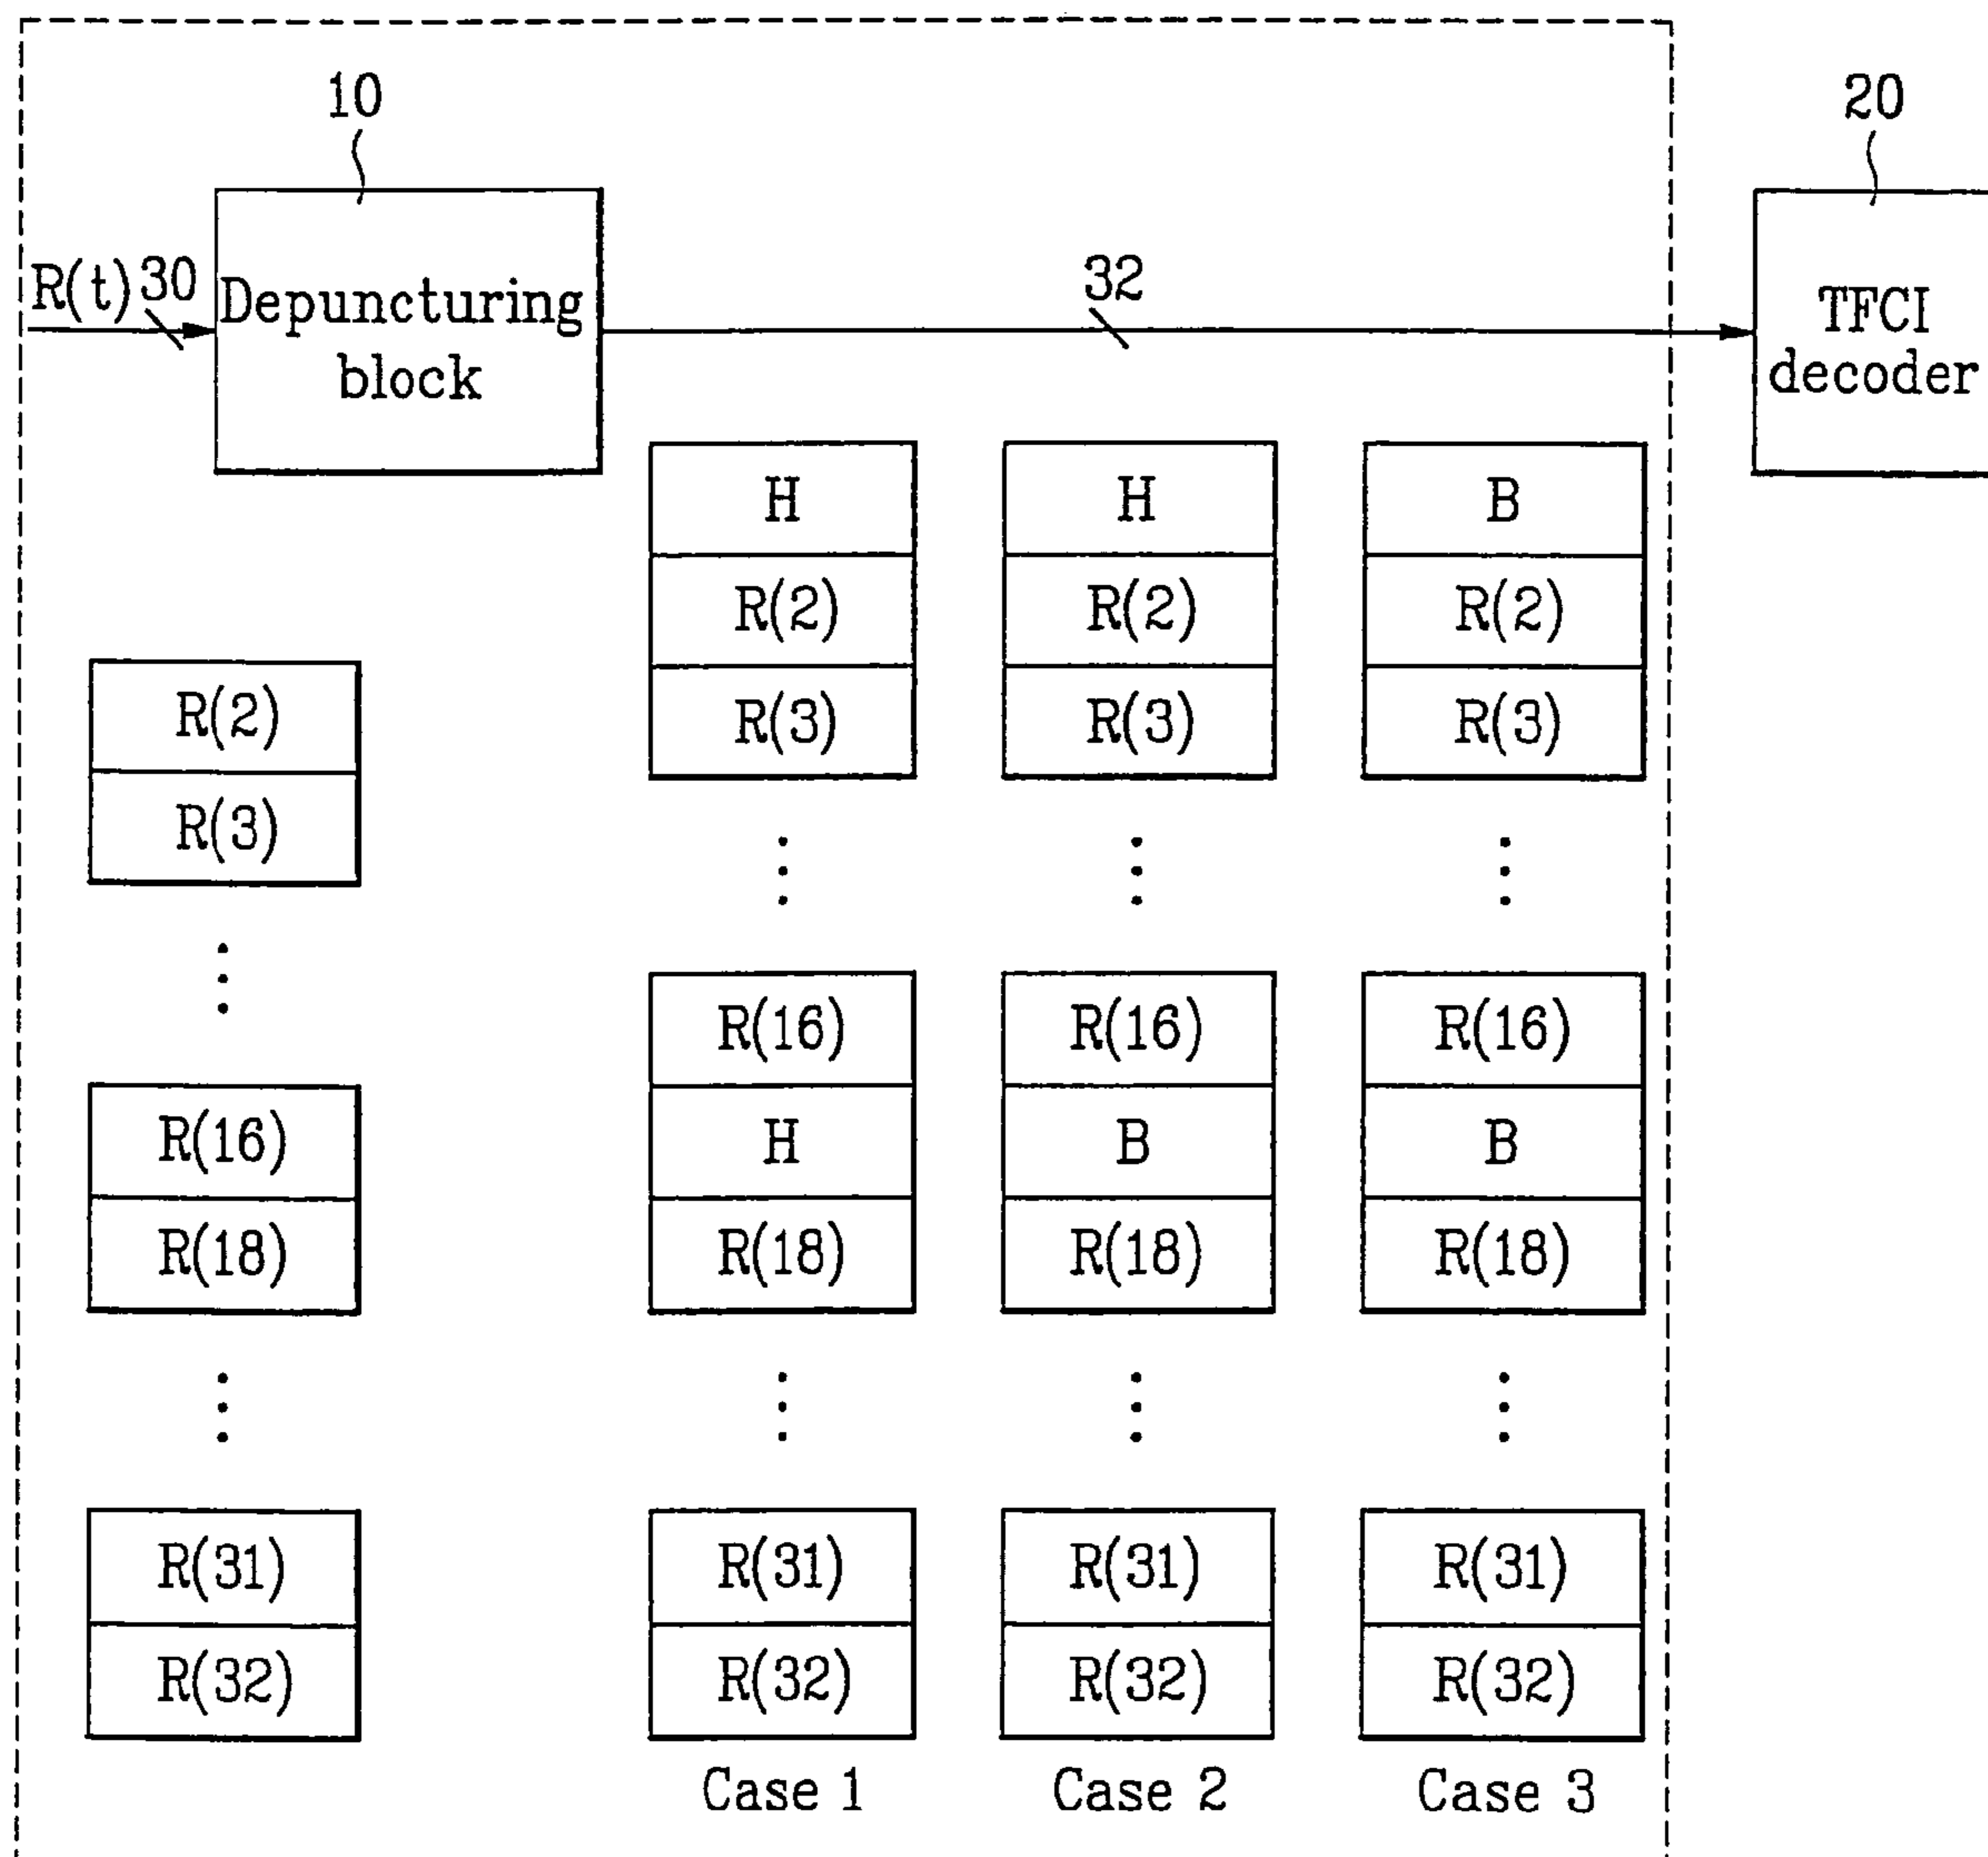 10
20
R(t)
30
Depuncturing
block
32
TFCI
decoder
R(2)
R(3)
R(16)
R(18)
R(31)
R(32)
H
R(2)
R(3)
R(16)
H
R(18)
R(31)
R(32)
Case 1
H
R(2)
R(3)
R(16)
B
R(18)
R(31)
R(32)
Case 2
B
R(2)
R(3)
R(16)
B
R(18)
R(31)
R(32)
Case 3